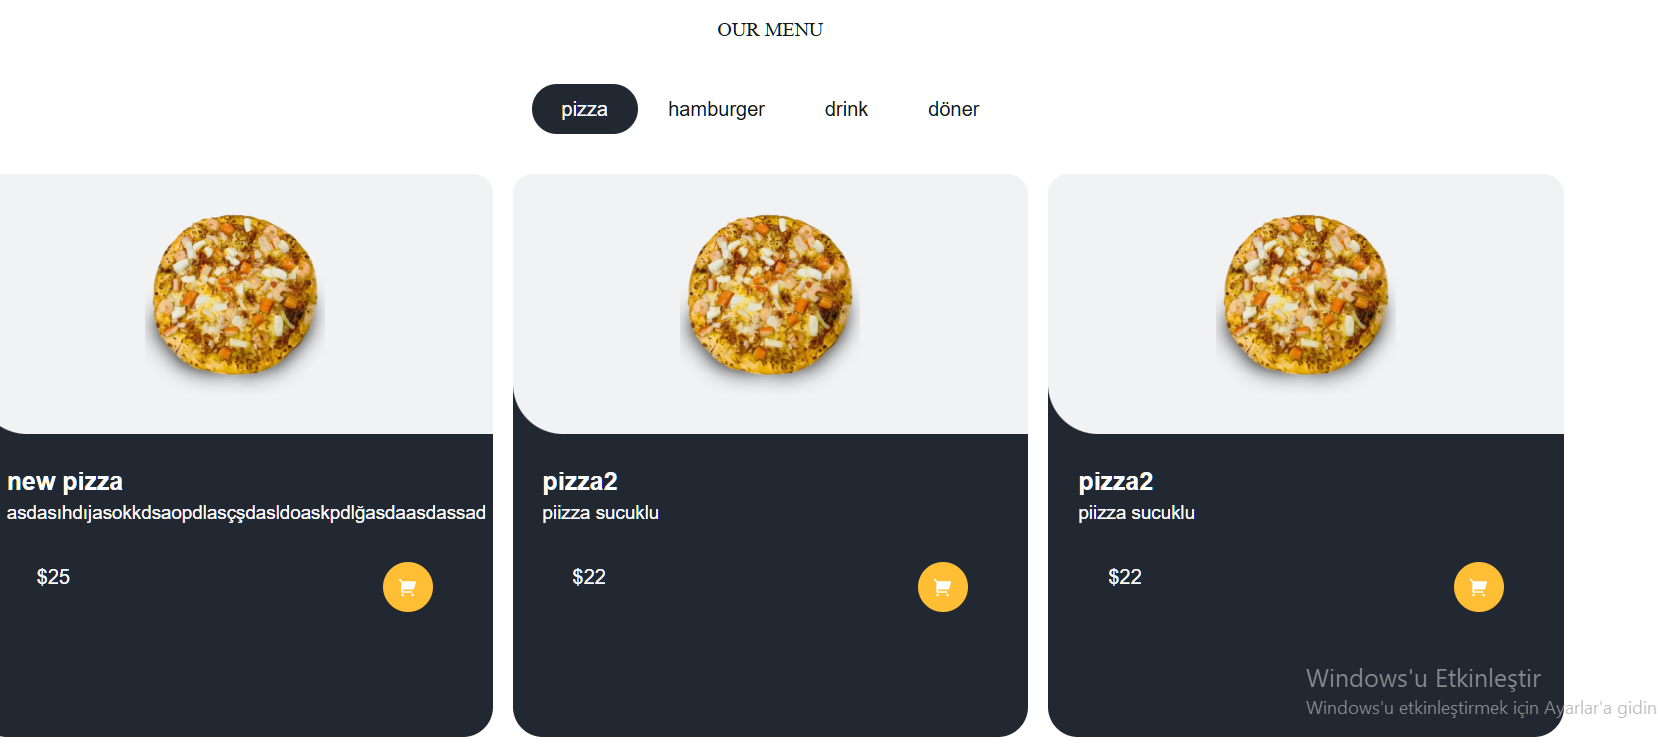 OUR MENU
pizza hamburger drink döner
new pizza
asdasıhdıjasokkdsaopdlasçşdasldoaskpdlğasdaasdassad
$25
pizza2
piizza sucuklu
$22
pizza2
piizza sucuklu
$22
Windows'u Etkinleştir
Windows'u etkinleştirmek için Ayarlar'a gidin